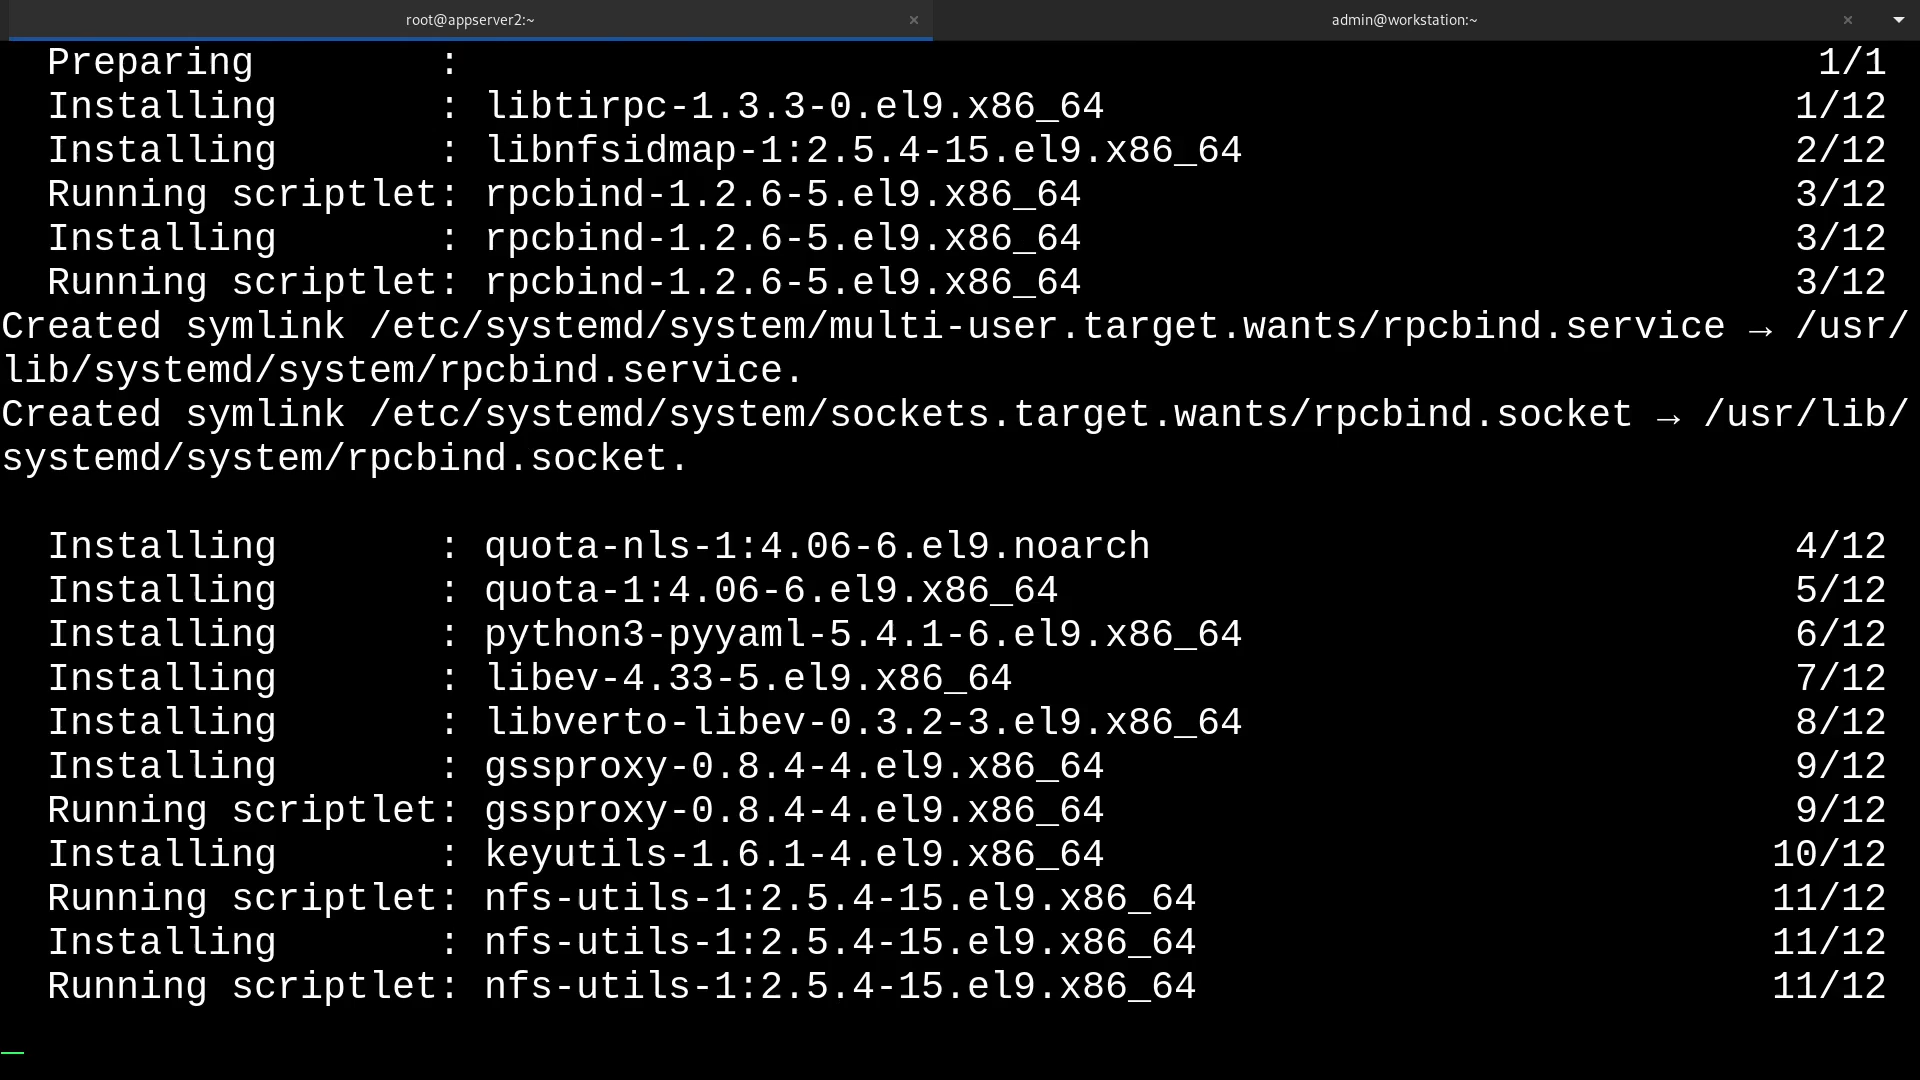 root@appserver2:~ × admin@workstation:~ ×
Preparing        :                                                           1/1
Installing       : libtirpc-1.3.3-0.el9.x86_64                              1/12
Installing       : libnfsidmap-1:2.5.4-15.el9.x86_64                        2/12
Running scriptlet: rpcbind-1.2.6-5.el9.x86_64                               3/12
Installing       : rpcbind-1.2.6-5.el9.x86_64                               3/12
Running scriptlet: rpcbind-1.2.6-5.el9.x86_64                               3/12
Created symlink /etc/systemd/system/multi-user.target.wants/rpcbind.service → /usr/
lib/systemd/system/rpcbind.service.
Created symlink /etc/systemd/system/sockets.target.wants/rpcbind.socket → /usr/lib/
systemd/system/rpcbind.socket.
Installing       : quota-nls-1:4.06-6.el9.noarch                            4/12
Installing       : quota-1:4.06-6.el9.x86_64                                5/12
Installing       : python3-pyyaml-5.4.1-6.el9.x86_64                        6/12
Installing       : libev-4.33-5.el9.x86_64                                  7/12
Installing       : libverto-libev-0.3.2-3.el9.x86_64                        8/12
Installing       : gssproxy-0.8.4-4.el9.x86_64                              9/12
Running scriptlet: gssproxy-0.8.4-4.el9.x86_64                              9/12
Installing       : keyutils-1.6.1-4.el9.x86_64                             10/12
Running scriptlet: nfs-utils-1:2.5.4-15.el9.x86_64                         11/12
Installing       : nfs-utils-1:2.5.4-15.el9.x86_64                         11/12
Running scriptlet: nfs-utils-1:2.5.4-15.el9.x86_64                         11/12